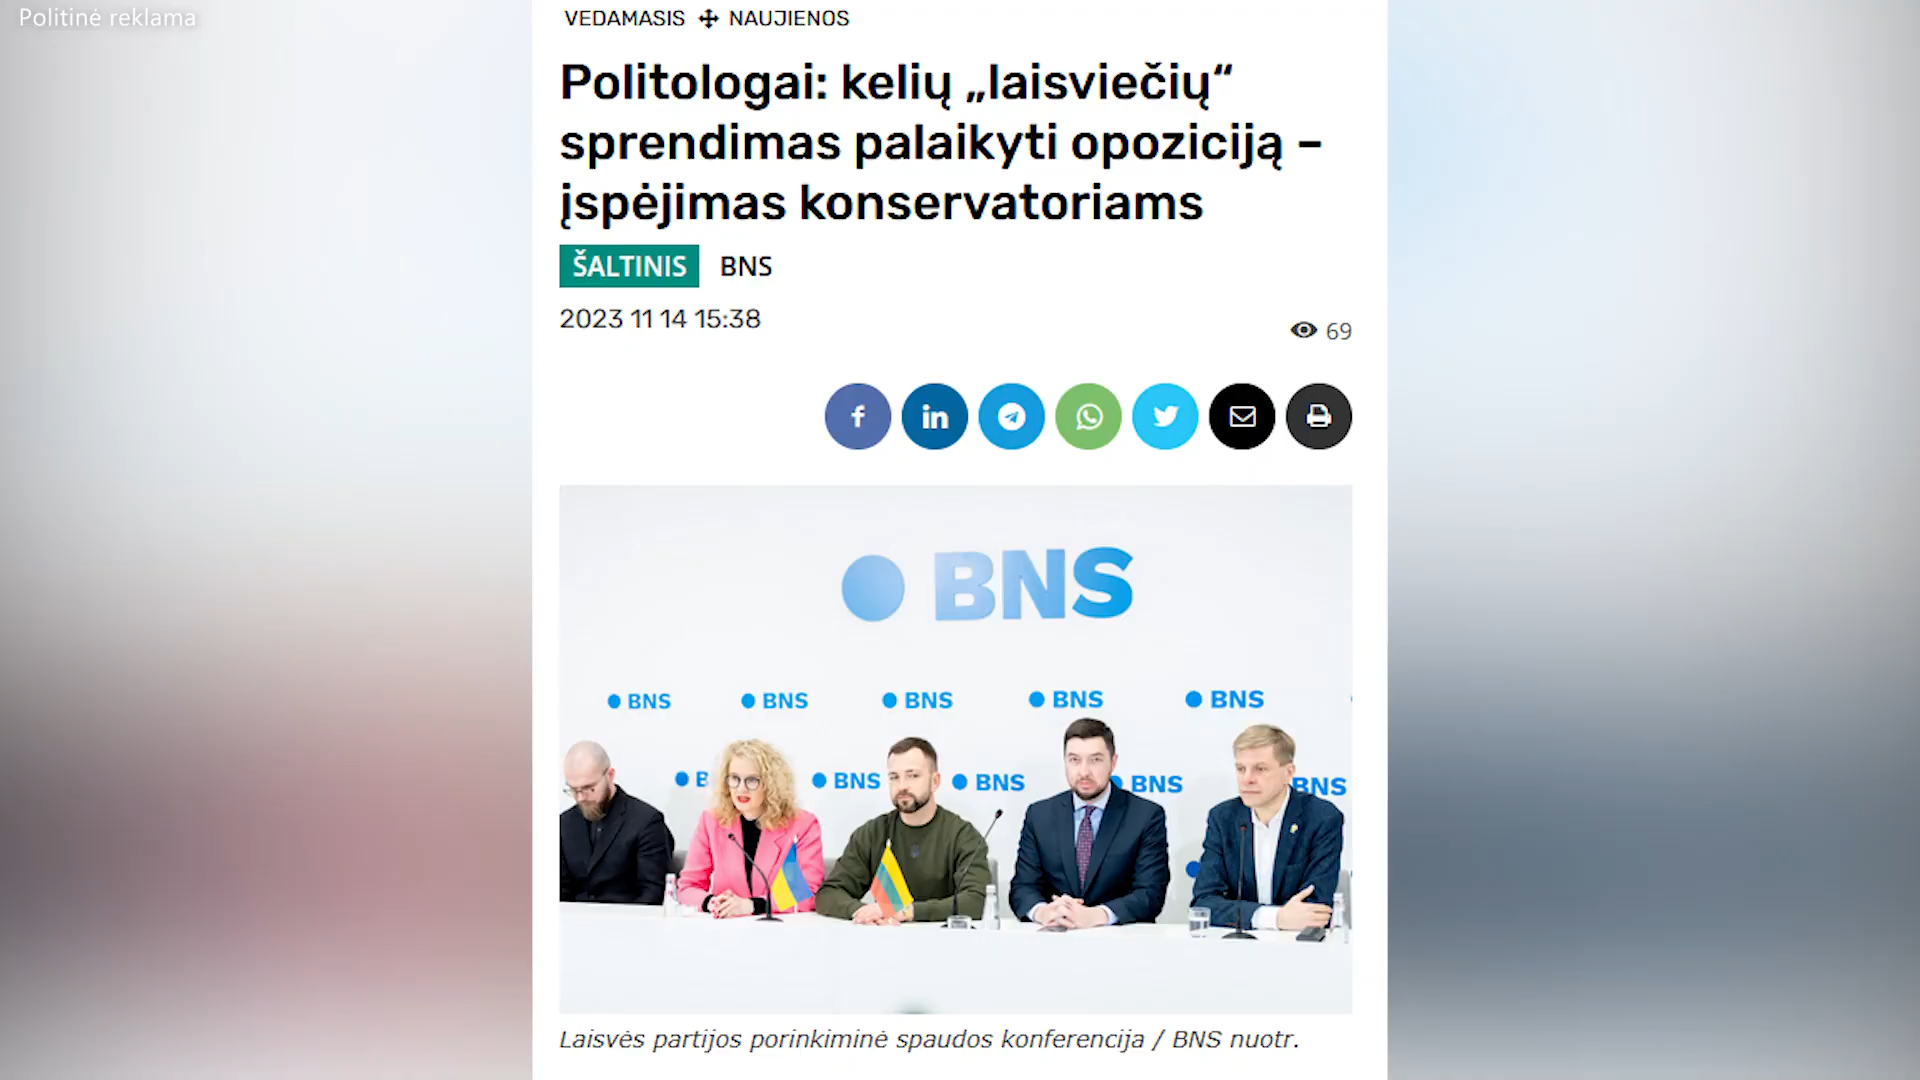 Politinė reklama
VEDAMASIS NAUJIENOS
Politologai: kelių „laisviečių“
sprendimas palaikyti opoziciją –
įspėjimas konservatoriams
ŠALTINIS BNS
2023 11 14 15:38
69
BNS
BNS BNS BNS BNS BNS
B BNS BNS BNS BNS
Laisvės partijos porinkiminė spaudos konferencija / BNS nuotr.